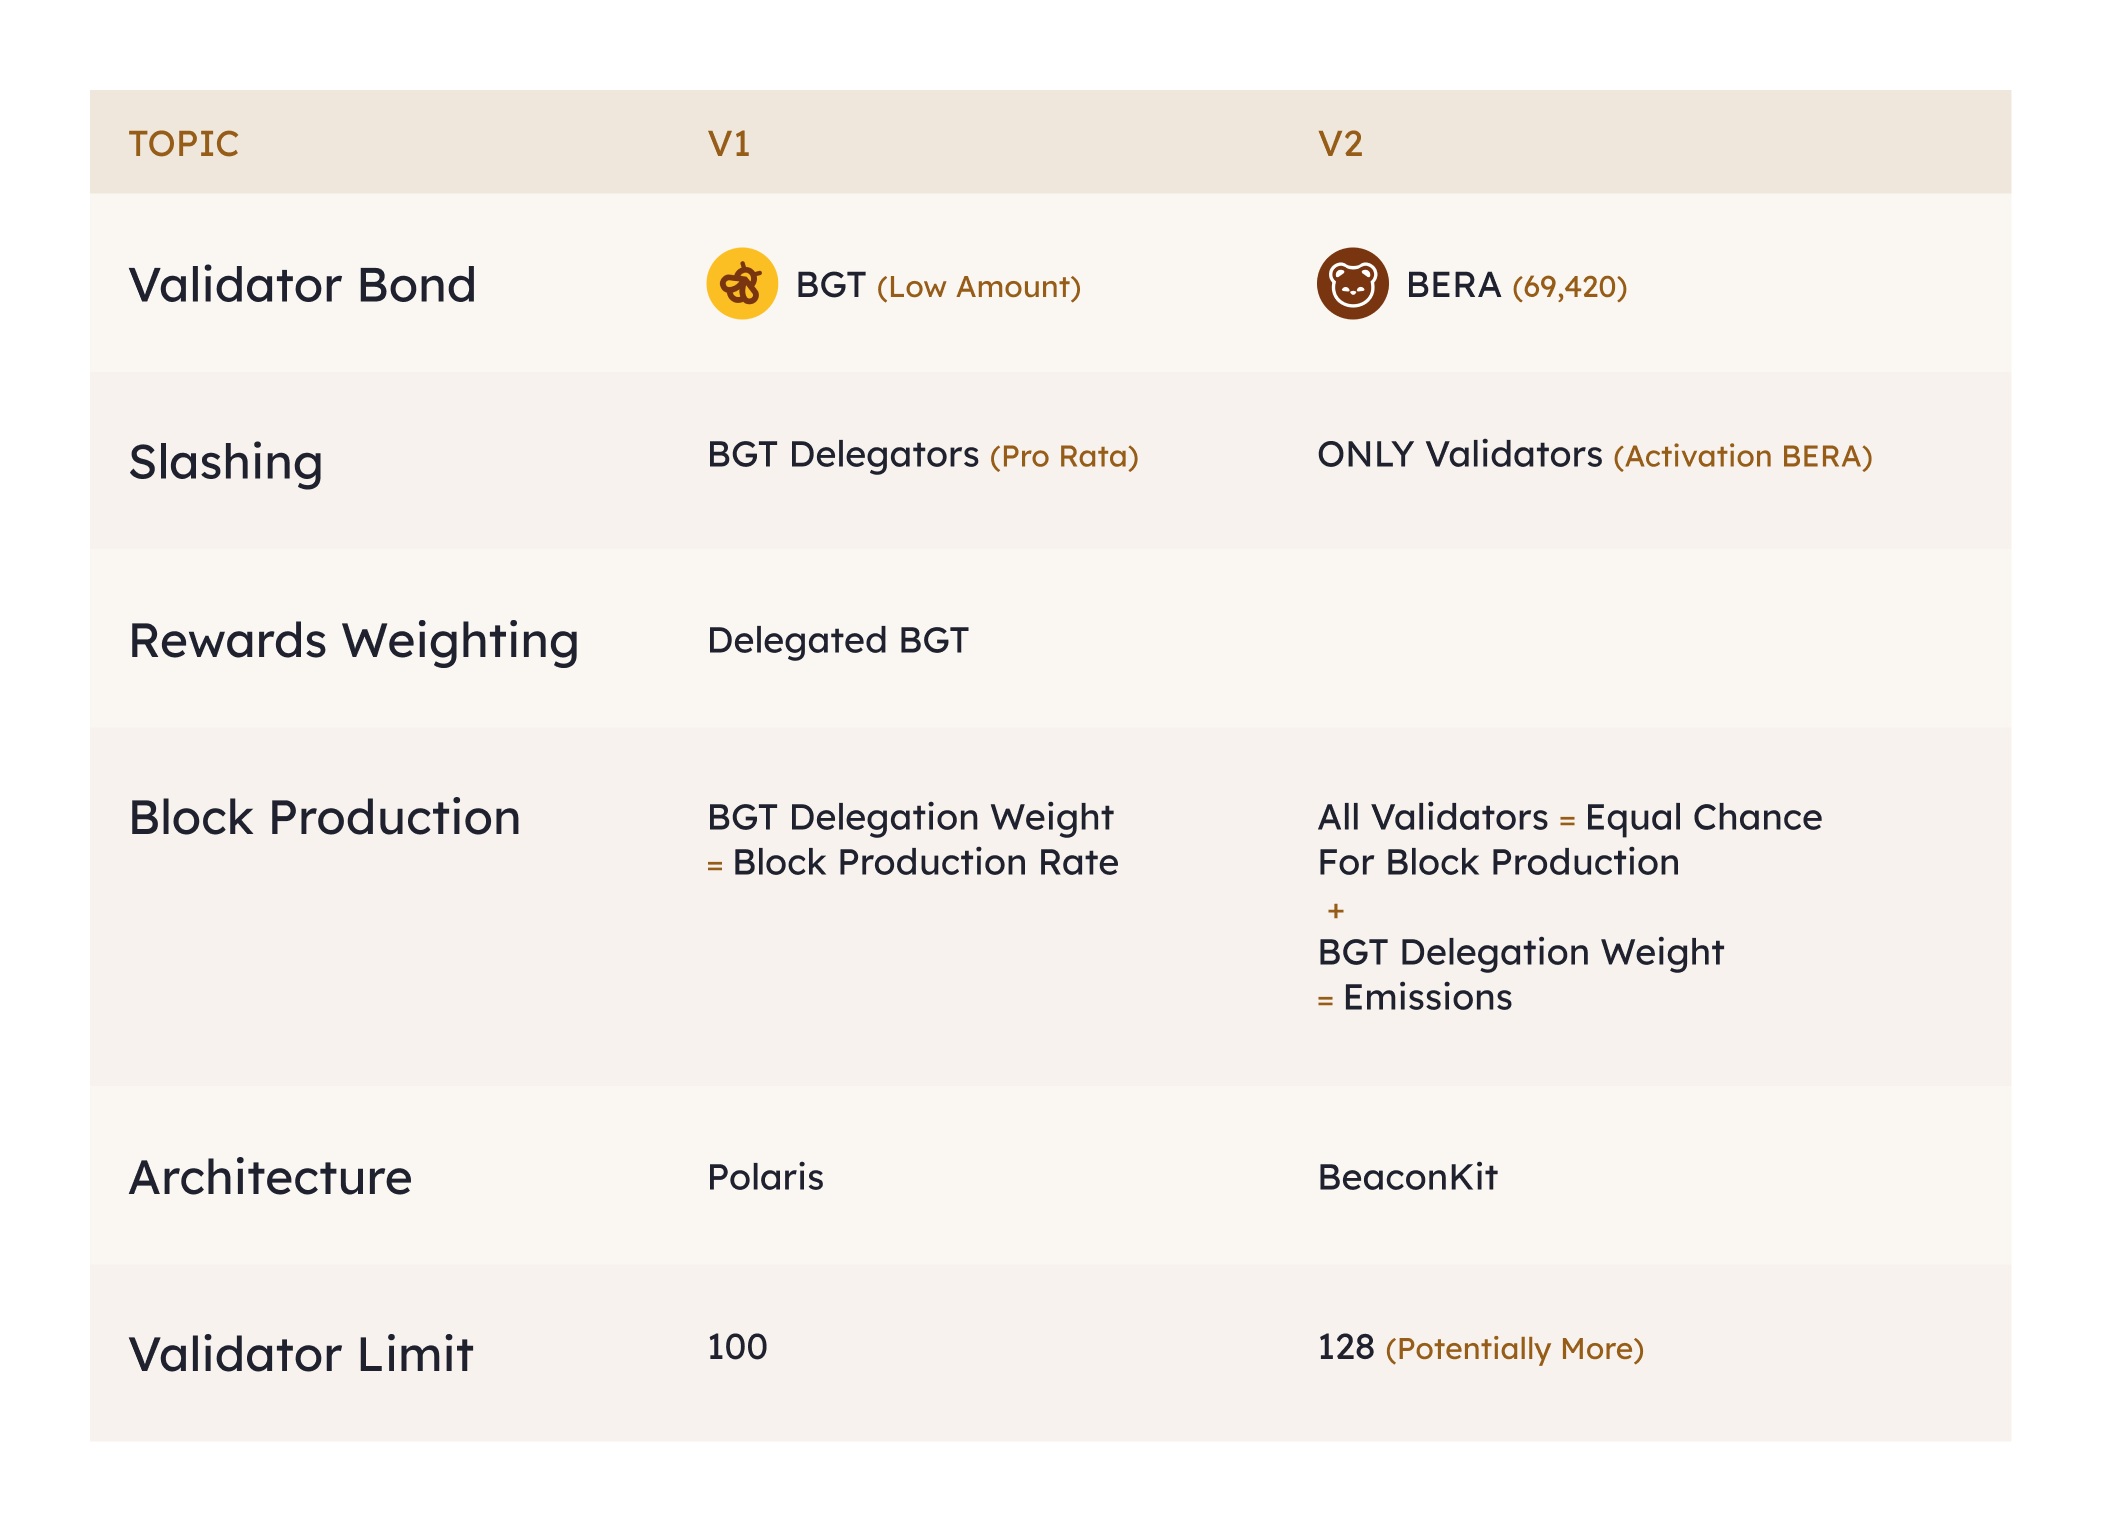 TOPIC V1 V2
Validator Bond BGT (Low Amount) BERA (69,420)
Slashing BGT Delegators (Pro Rata) ONLY Validators (Activation BERA)
Rewards Weighting Delegated BGT
Block Production BGT Delegation Weight All Validators = Equal Chance
= Block Production Rate For Block Production
+
BGT Delegation Weight
= Emissions
Architecture Polaris BeaconKit
Validator Limit 100 128 (Potentially More)